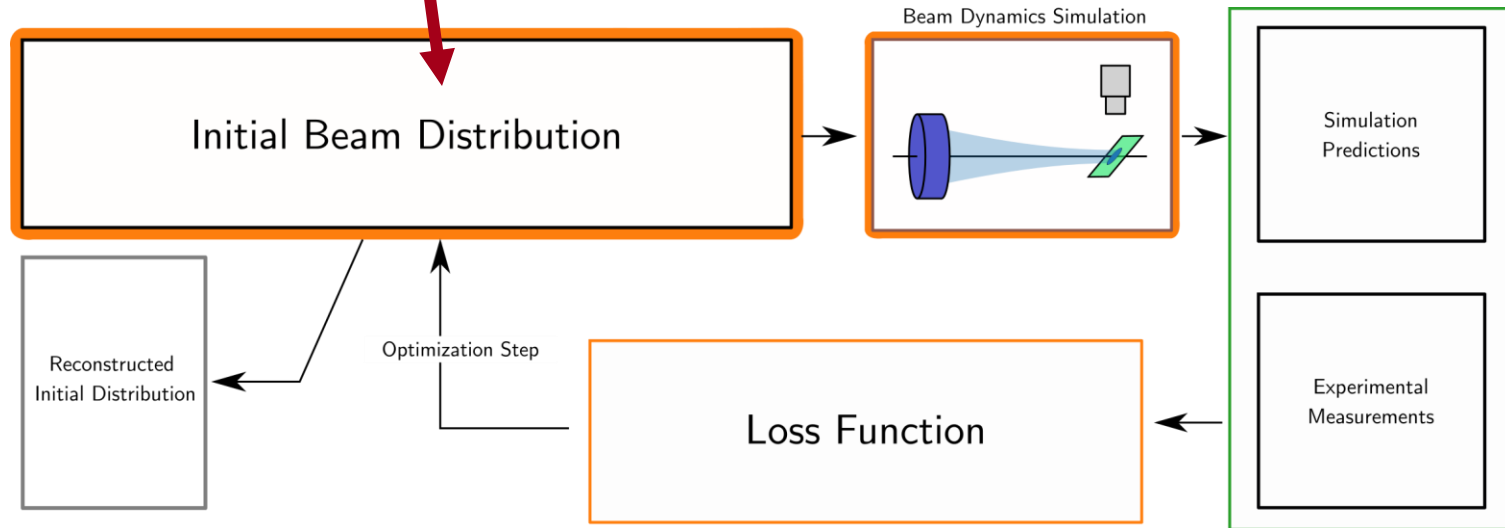 Beam Dynamics Simulation
Initial Beam Distribution
Simulation
Predictions
Reconstructed
Initial Distribution
Optimization Step
Loss Function
Experimental
Measurements